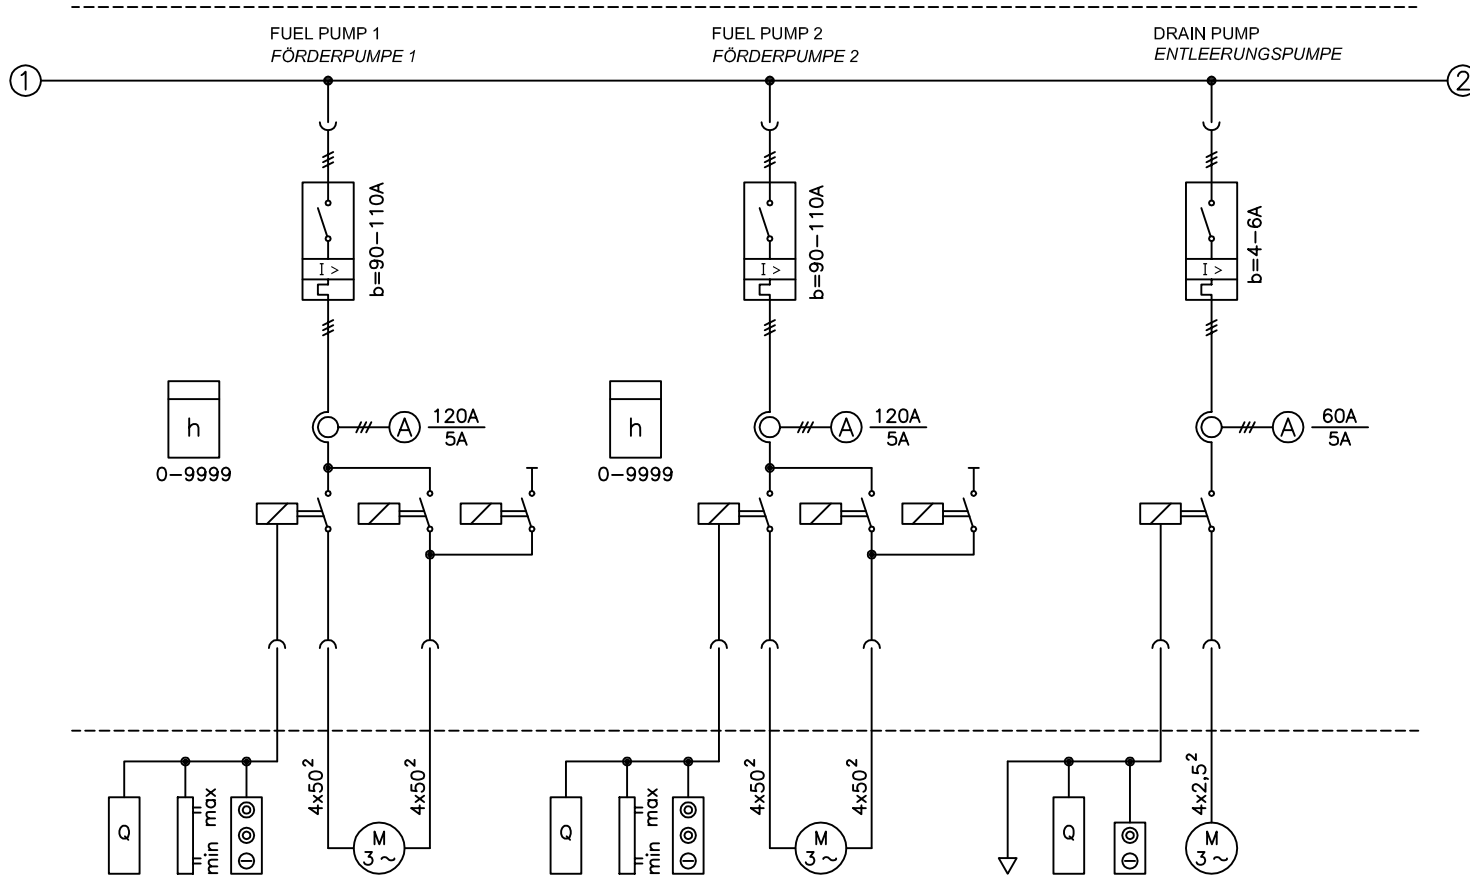 FUEL PUMP 1
FÖRDERPUMPE 1
FUEL PUMP 2
FÖRDERPUMPE 2
DRAIN PUMP
ENTLEERUNGSPUMPE
1
2
I >
b=90-110A
I >
b=90-110A
I >
b=4-6A
h
0-9999
A
120A
5A
h
0-9999
A
120A
5A
A
60A
5A
Q
min max
4x50²
4x50²
M
3 ~
Q
min max
4x50²
4x50²
M
3 ~
Q
4x2,5²
M
3 ~